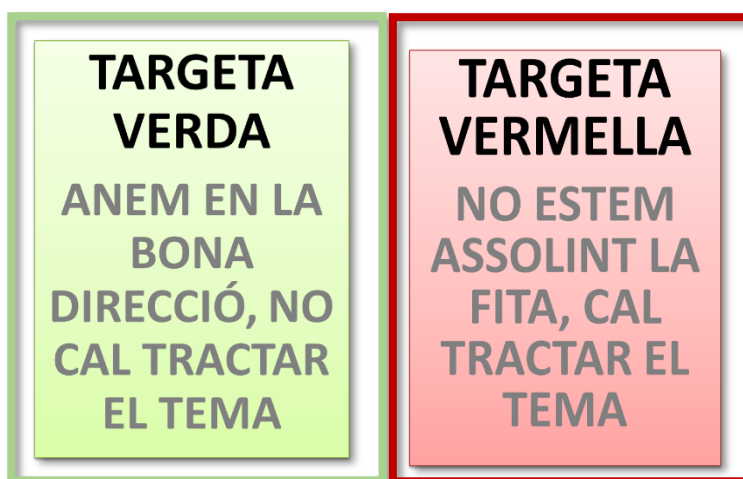 TARGETA
VERDA
ANEM EN LA
BONA
DIRECCIÓ, NO
CAL TRACTAR
EL TEMA
TARGETA
VERMELLA
NO ESTEM
ASSOLINT LA
FITA, CAL
TRACTAR EL
TEMA